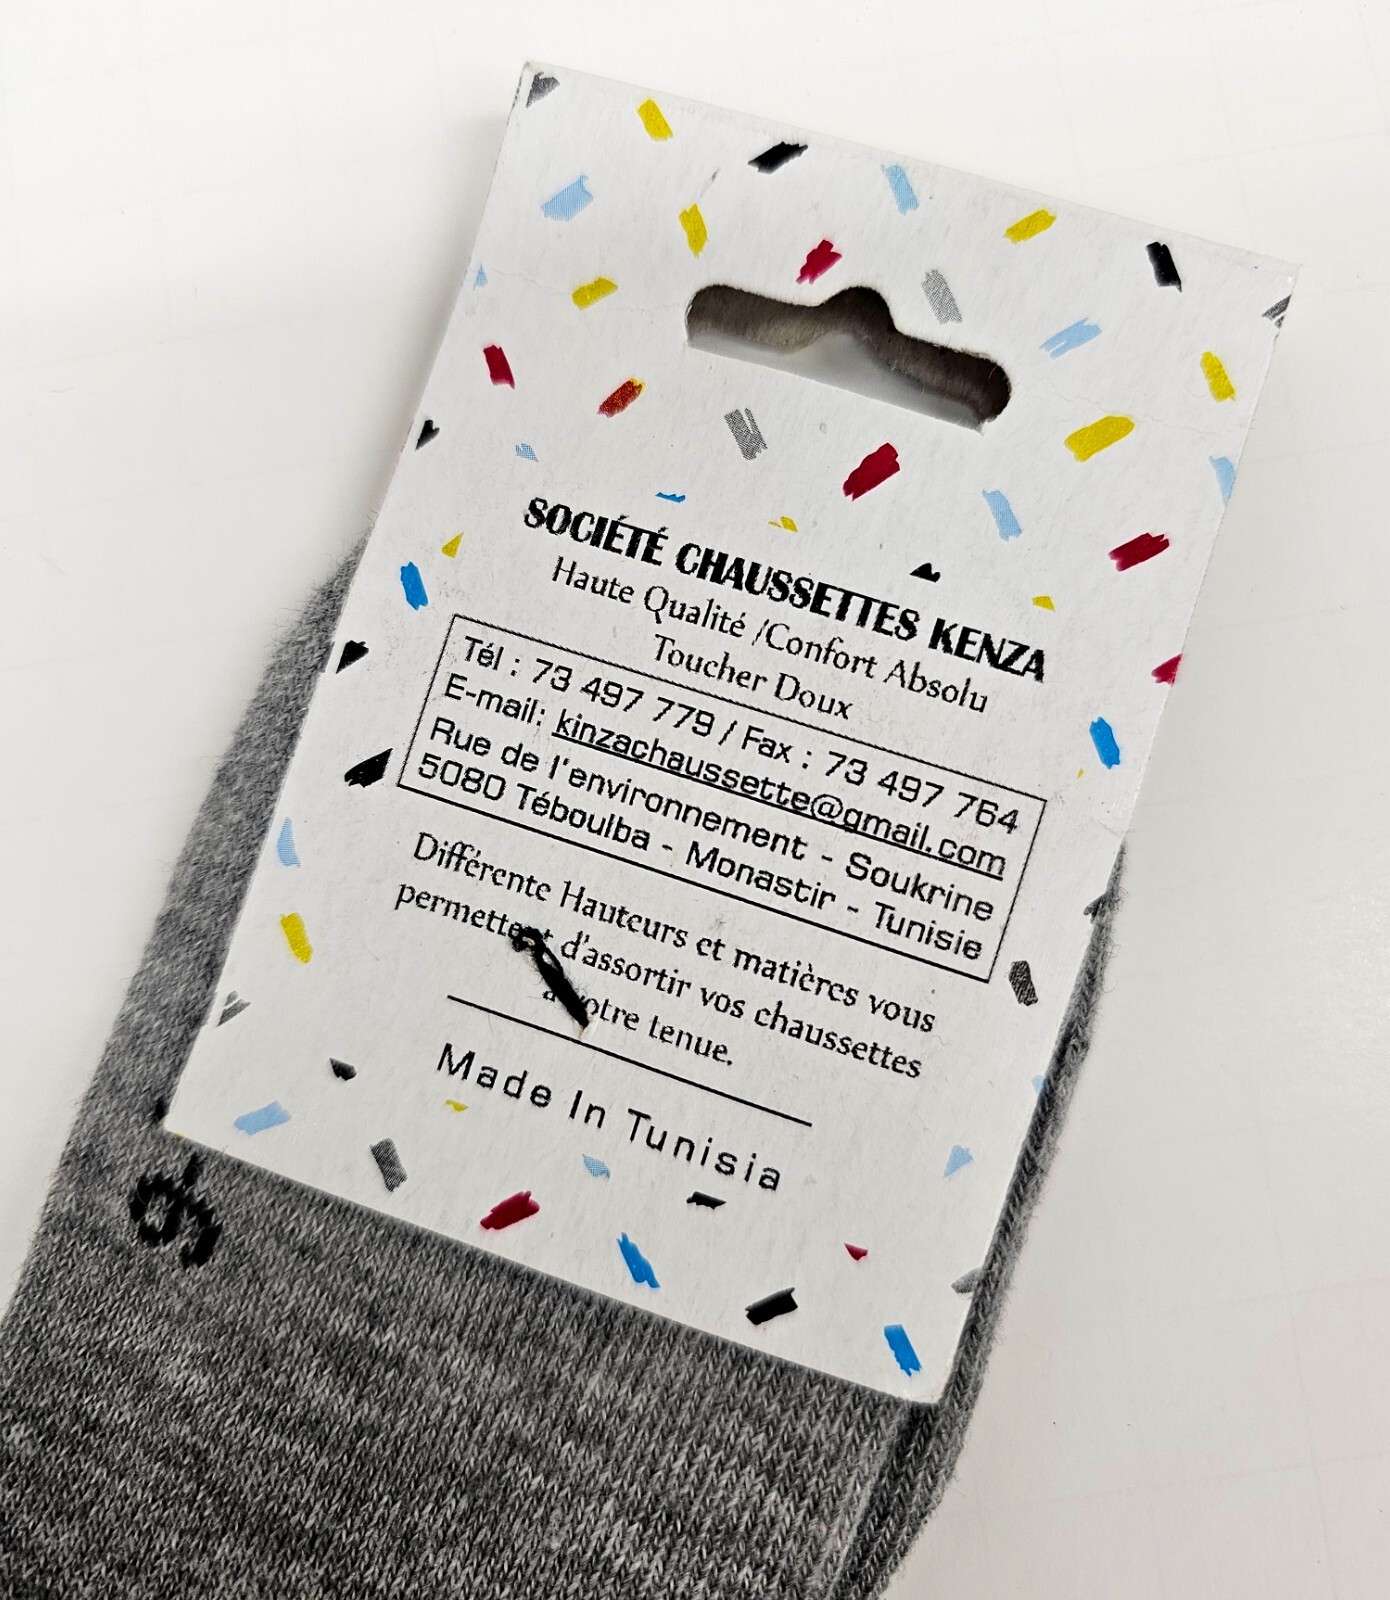 SOCIÉTÉ CHAUSSETTES KENZA
Haute Qualité /Confort Absolu
Toucher Doux
Tél : 73 497 779 / Fax : 73 497 764
E-mail: kinzachaussette@gmail.com
Rue de l'environnement - Soukrine
5080 Téboulba - Monastir - Tunisie
Différente Hauteurs et matières vous
permettent d'assortir vos chaussettes
à votre tenue.
Made In Tunisia